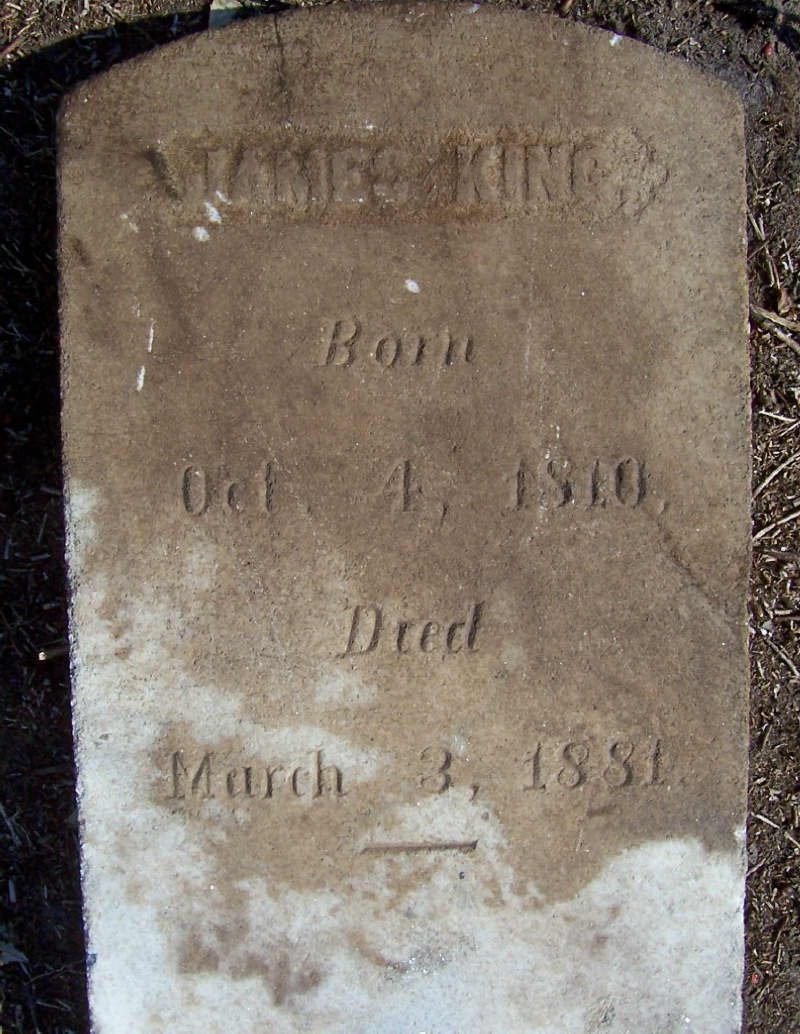 JAMES KING
Born
Oct. 4, 1810.
Died
March 3, 1881.